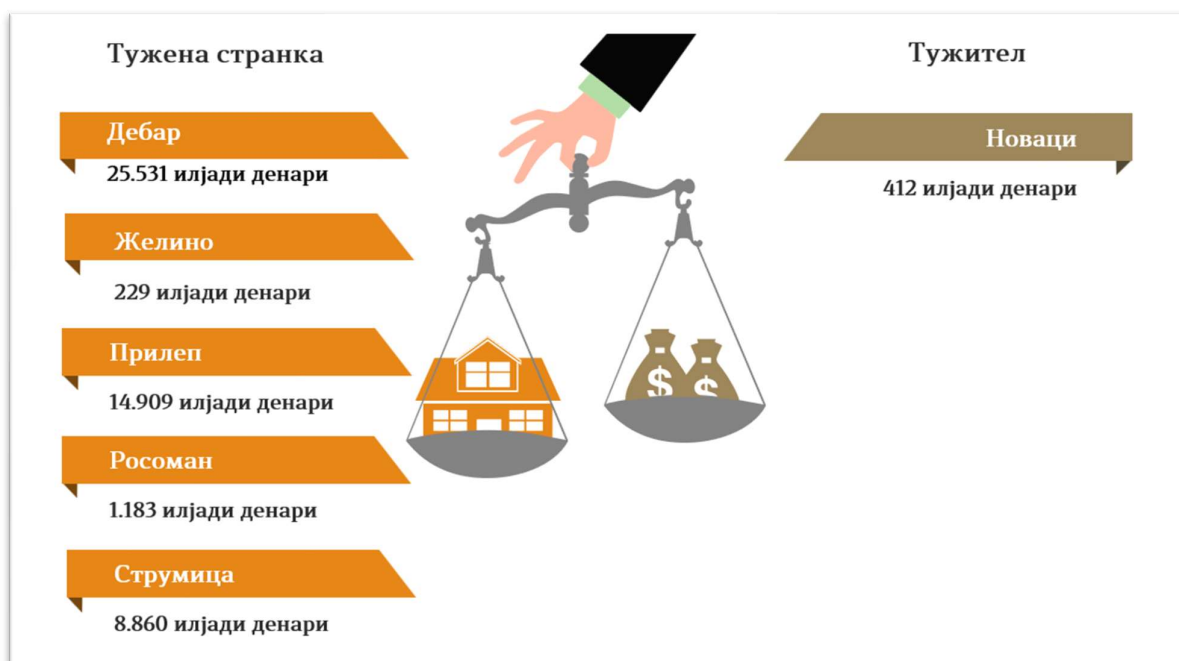 Тужена странка
Дебар
25.531 илјади денари
Желино
229 илјади денари
Прилеп
14.909 илјади денари
Росоман
1.183 илјади денари
Струмица
8.860 илјади денари
Тужител
Новаци
412 илјади денари
$ $